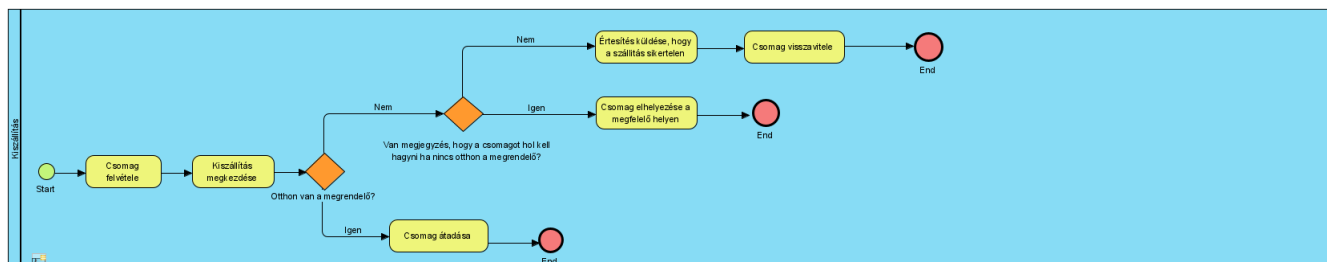 Kiszállítás
Start
Csomag
felvétele
Kiszállítás
megkezdése
Otthon van a megrendelő?
Nem
Igen
Van megjegyzés, hogy a csomagot hol kell
hagyni ha nincs otthon a megrendelő?
Nem
Értesítés küldése, hogy
a szállítás sikertelen
Csomag visszavitele
End
Igen
Csomag elhelyezése a
megfelelő helyen
End
Csomag átadása
End